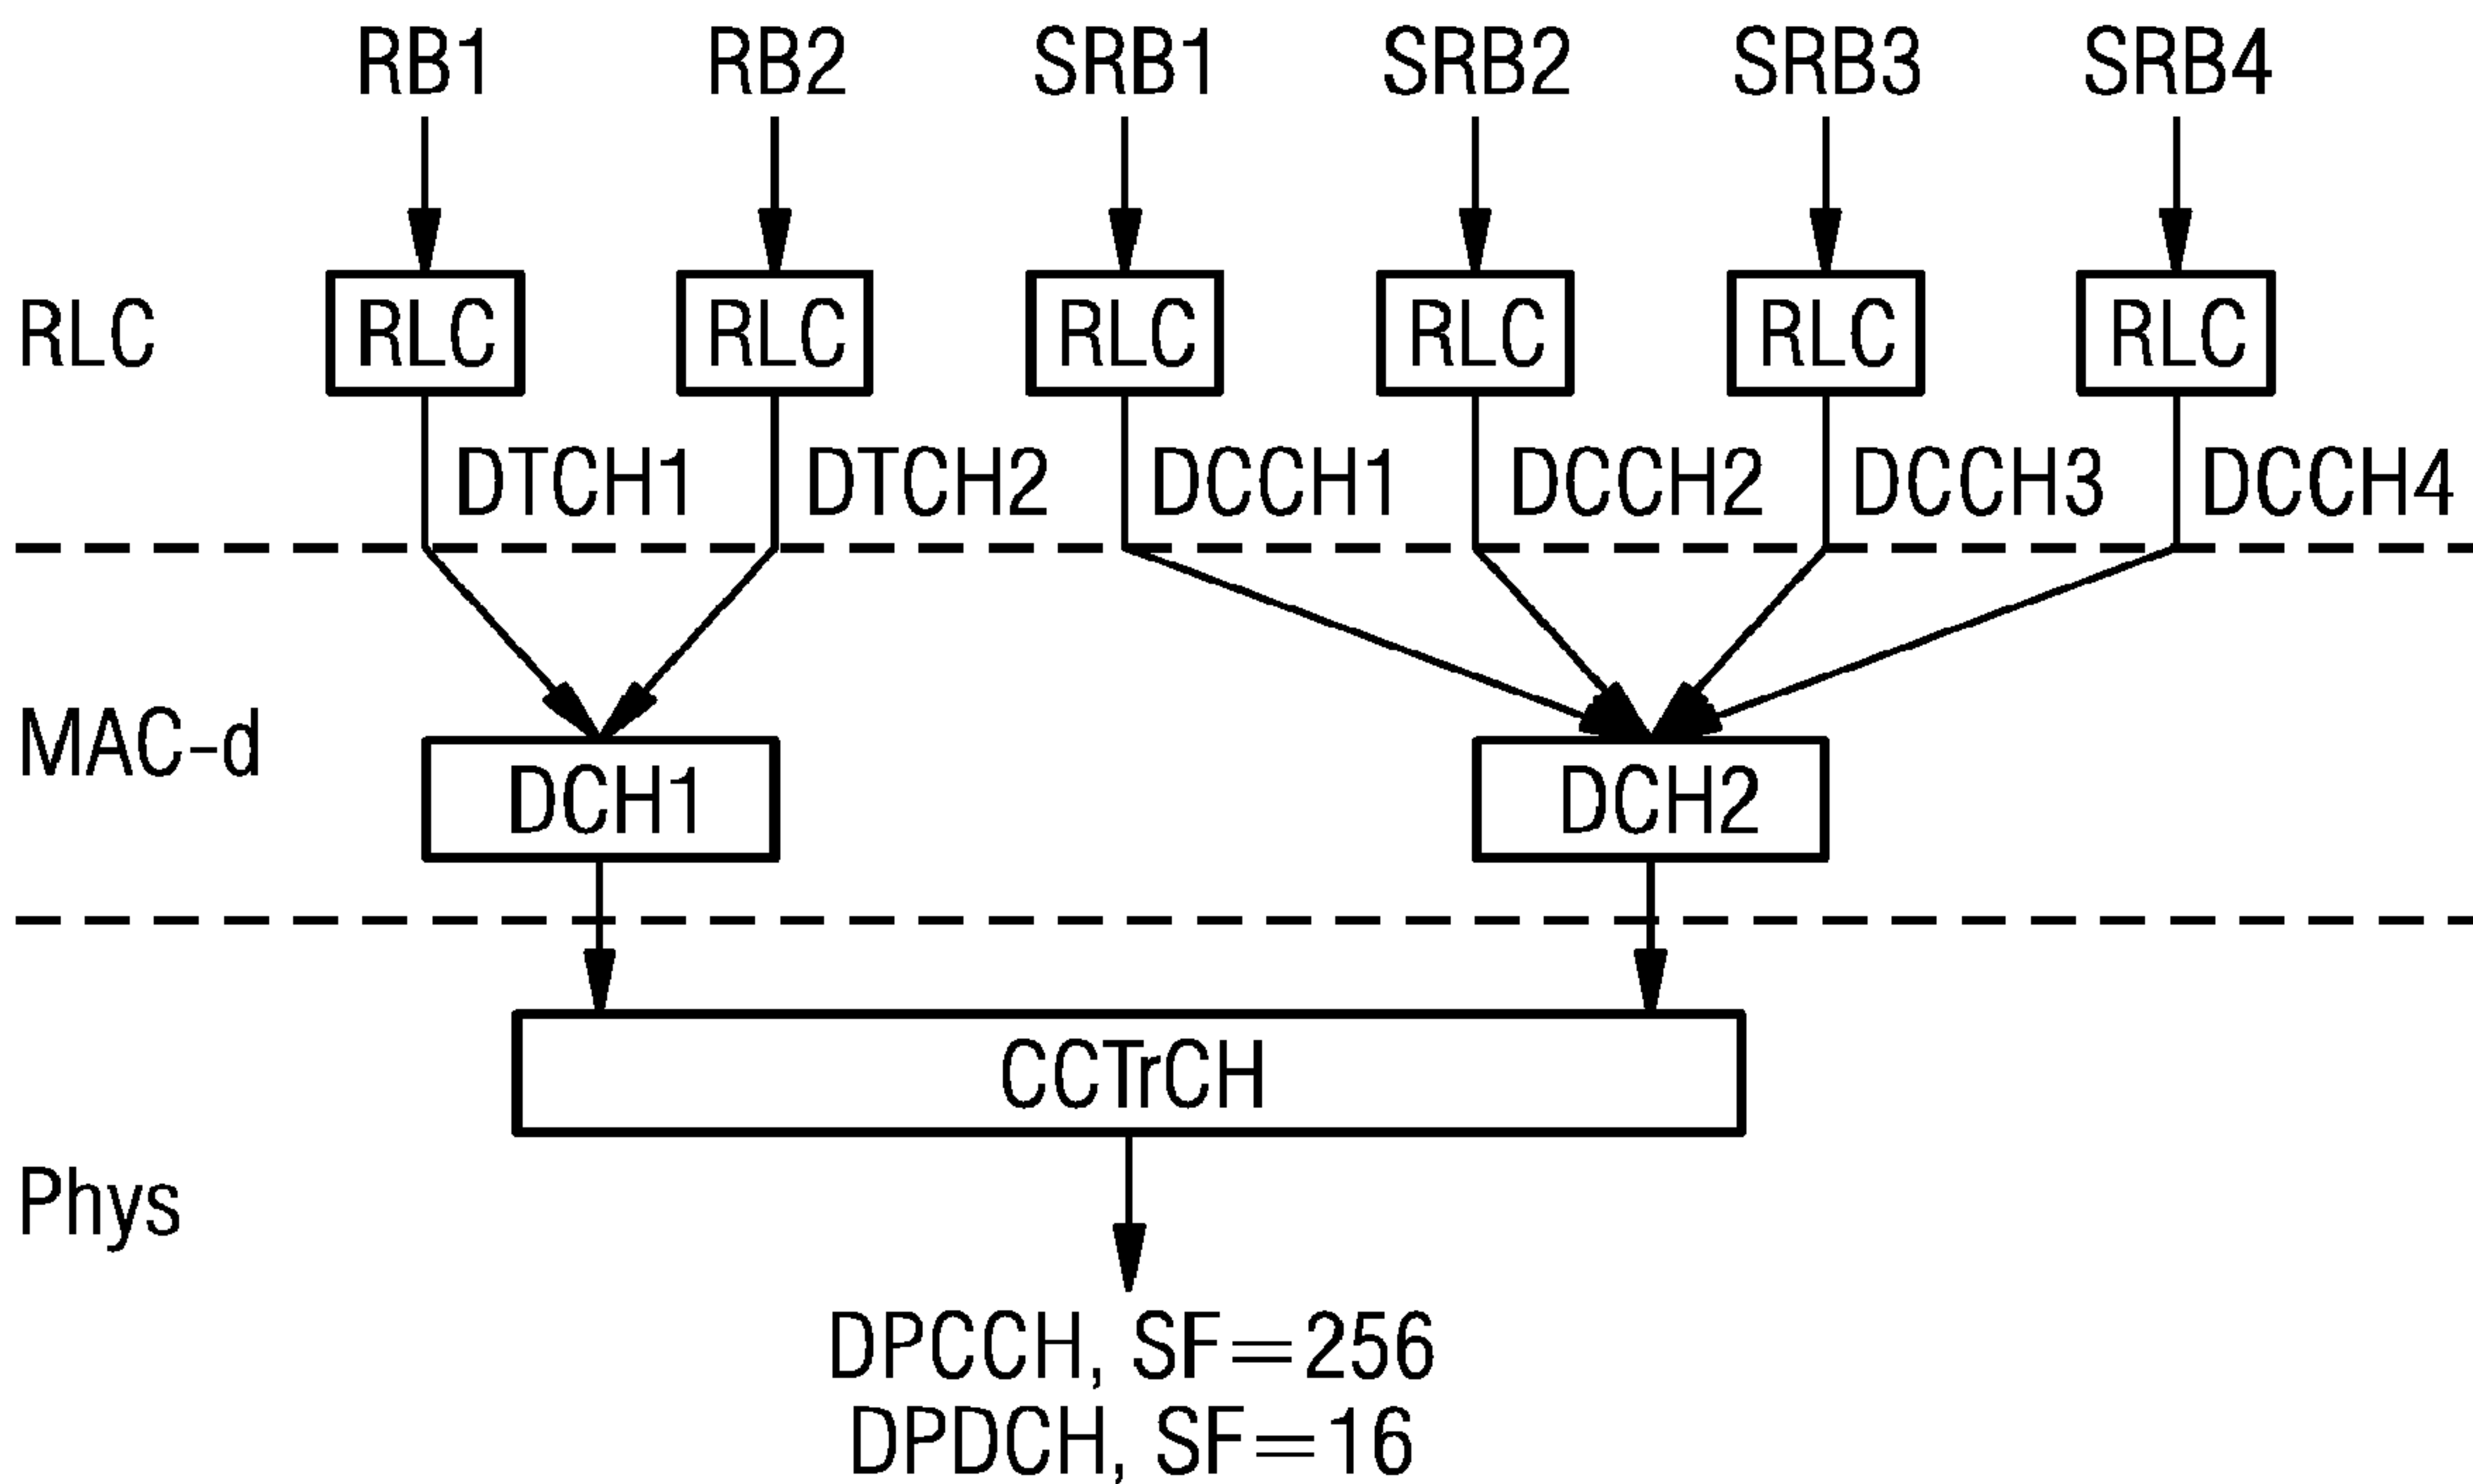 RB1 RB2 SRB1 SRB2 SRB3 SRB4
RLC RLC RLC RLC RLC RLC RLC
DTCH1 DTCH2 DCCH1 DCCH2 DCCH3 DCCH4
MAC-d
DCH1 DCH2
CCTrCH
Phys
DPCCH, SF=256
DPDCH, SF=16